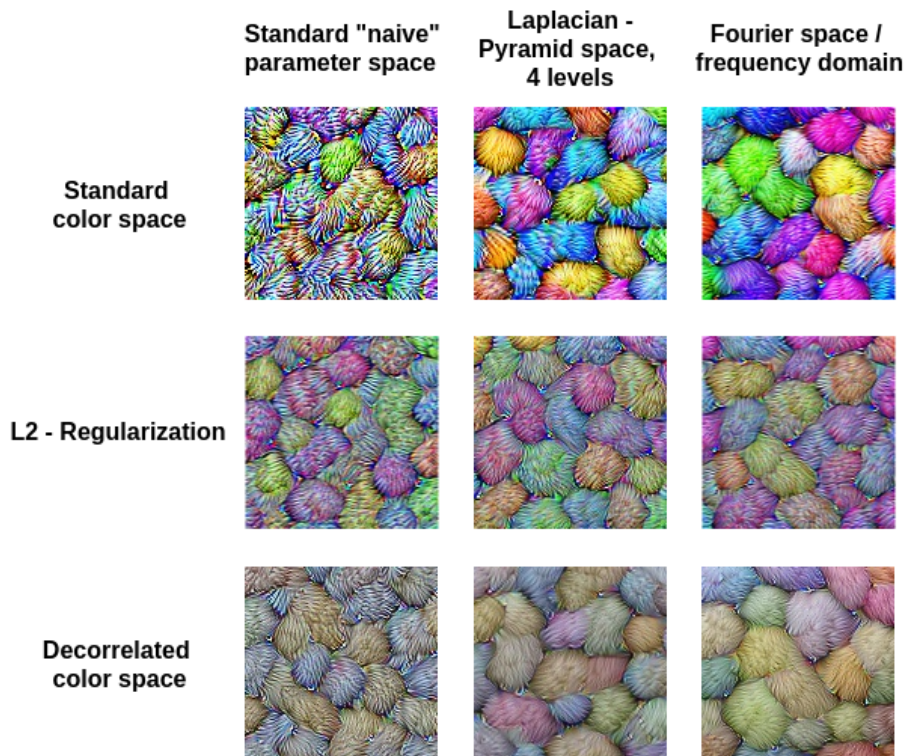 Standard "naive"
parameter space
Laplacian -
Pyramid space,
4 levels
Fourier space /
frequency domain
Standard
color space
L2 - Regularization
Decorrelated
color space